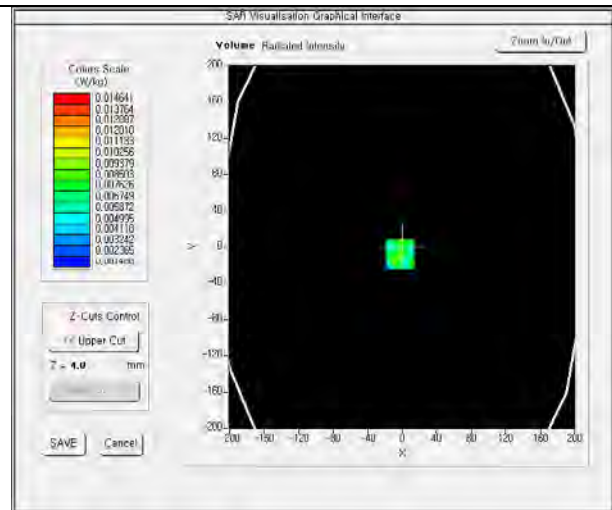 SAR Visualisation Graphical Interface
Volume Radiated Intensity
Zoom In/Out
Colors Scale
(W/kg)
0.014641
0.013764
0.012887
0.012010
0.011133
0.010256
0.009379
0.008503
0.007626
0.006749
0.005872
0.004995
0.004118
0.003242
0.002365
Z-Cuts Control
<< Upper Cut
Z = 4.0 mm
SAVE
Cancel
200
160
120
80
40
0
-40
-80
-120
-160
-200
Y
-200 -160 -120 -80 -40 0 40 80 120 160 200
X